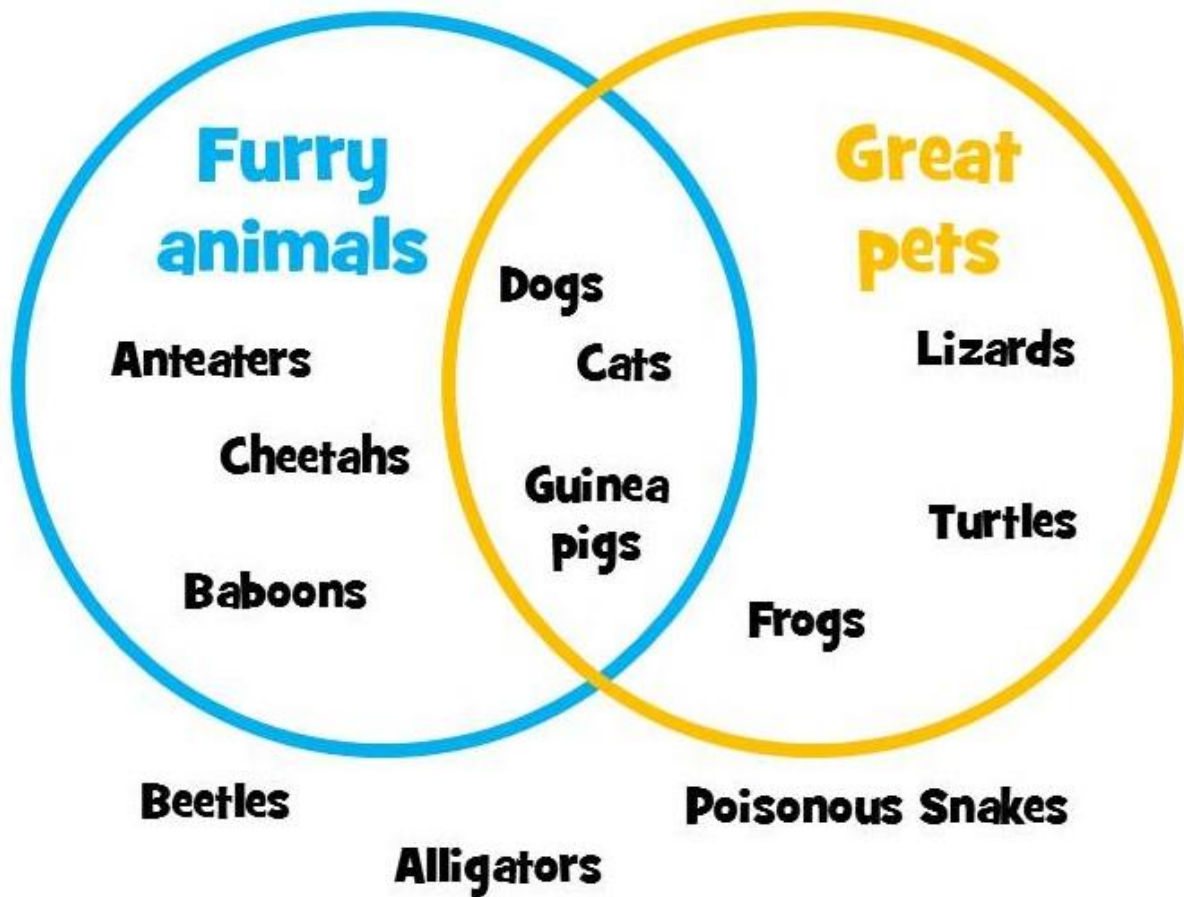 Furry
animals
Anteaters
Cheetahs
Baboons
Dogs
Cats
Guinea
pigs
Great
pets
Lizards
Turtles
Frogs
Beetles
Alligators
Poisonous Snakes